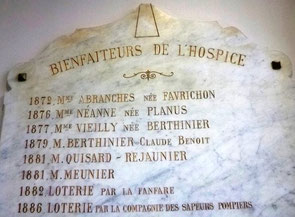 BIENFAITEURS DE L'HOSPICE
1872, Mme ABRANCHES NÉE FAVRICHON
1876, Mme NÉANNE NÉE PLANUS
1877, Mme VIEILLY NÉE BERTHINIER
1879 M. BERTHINIER-CLAUDE BENOIT
1881 M. QUISARD-REJAUNIER
1881 M. MEUNIER
1882 LOTERIE PAR LA FANFARE
1886 LOTERIE PAR LA COMPAGNIE DES SAPEURS POMPIERS